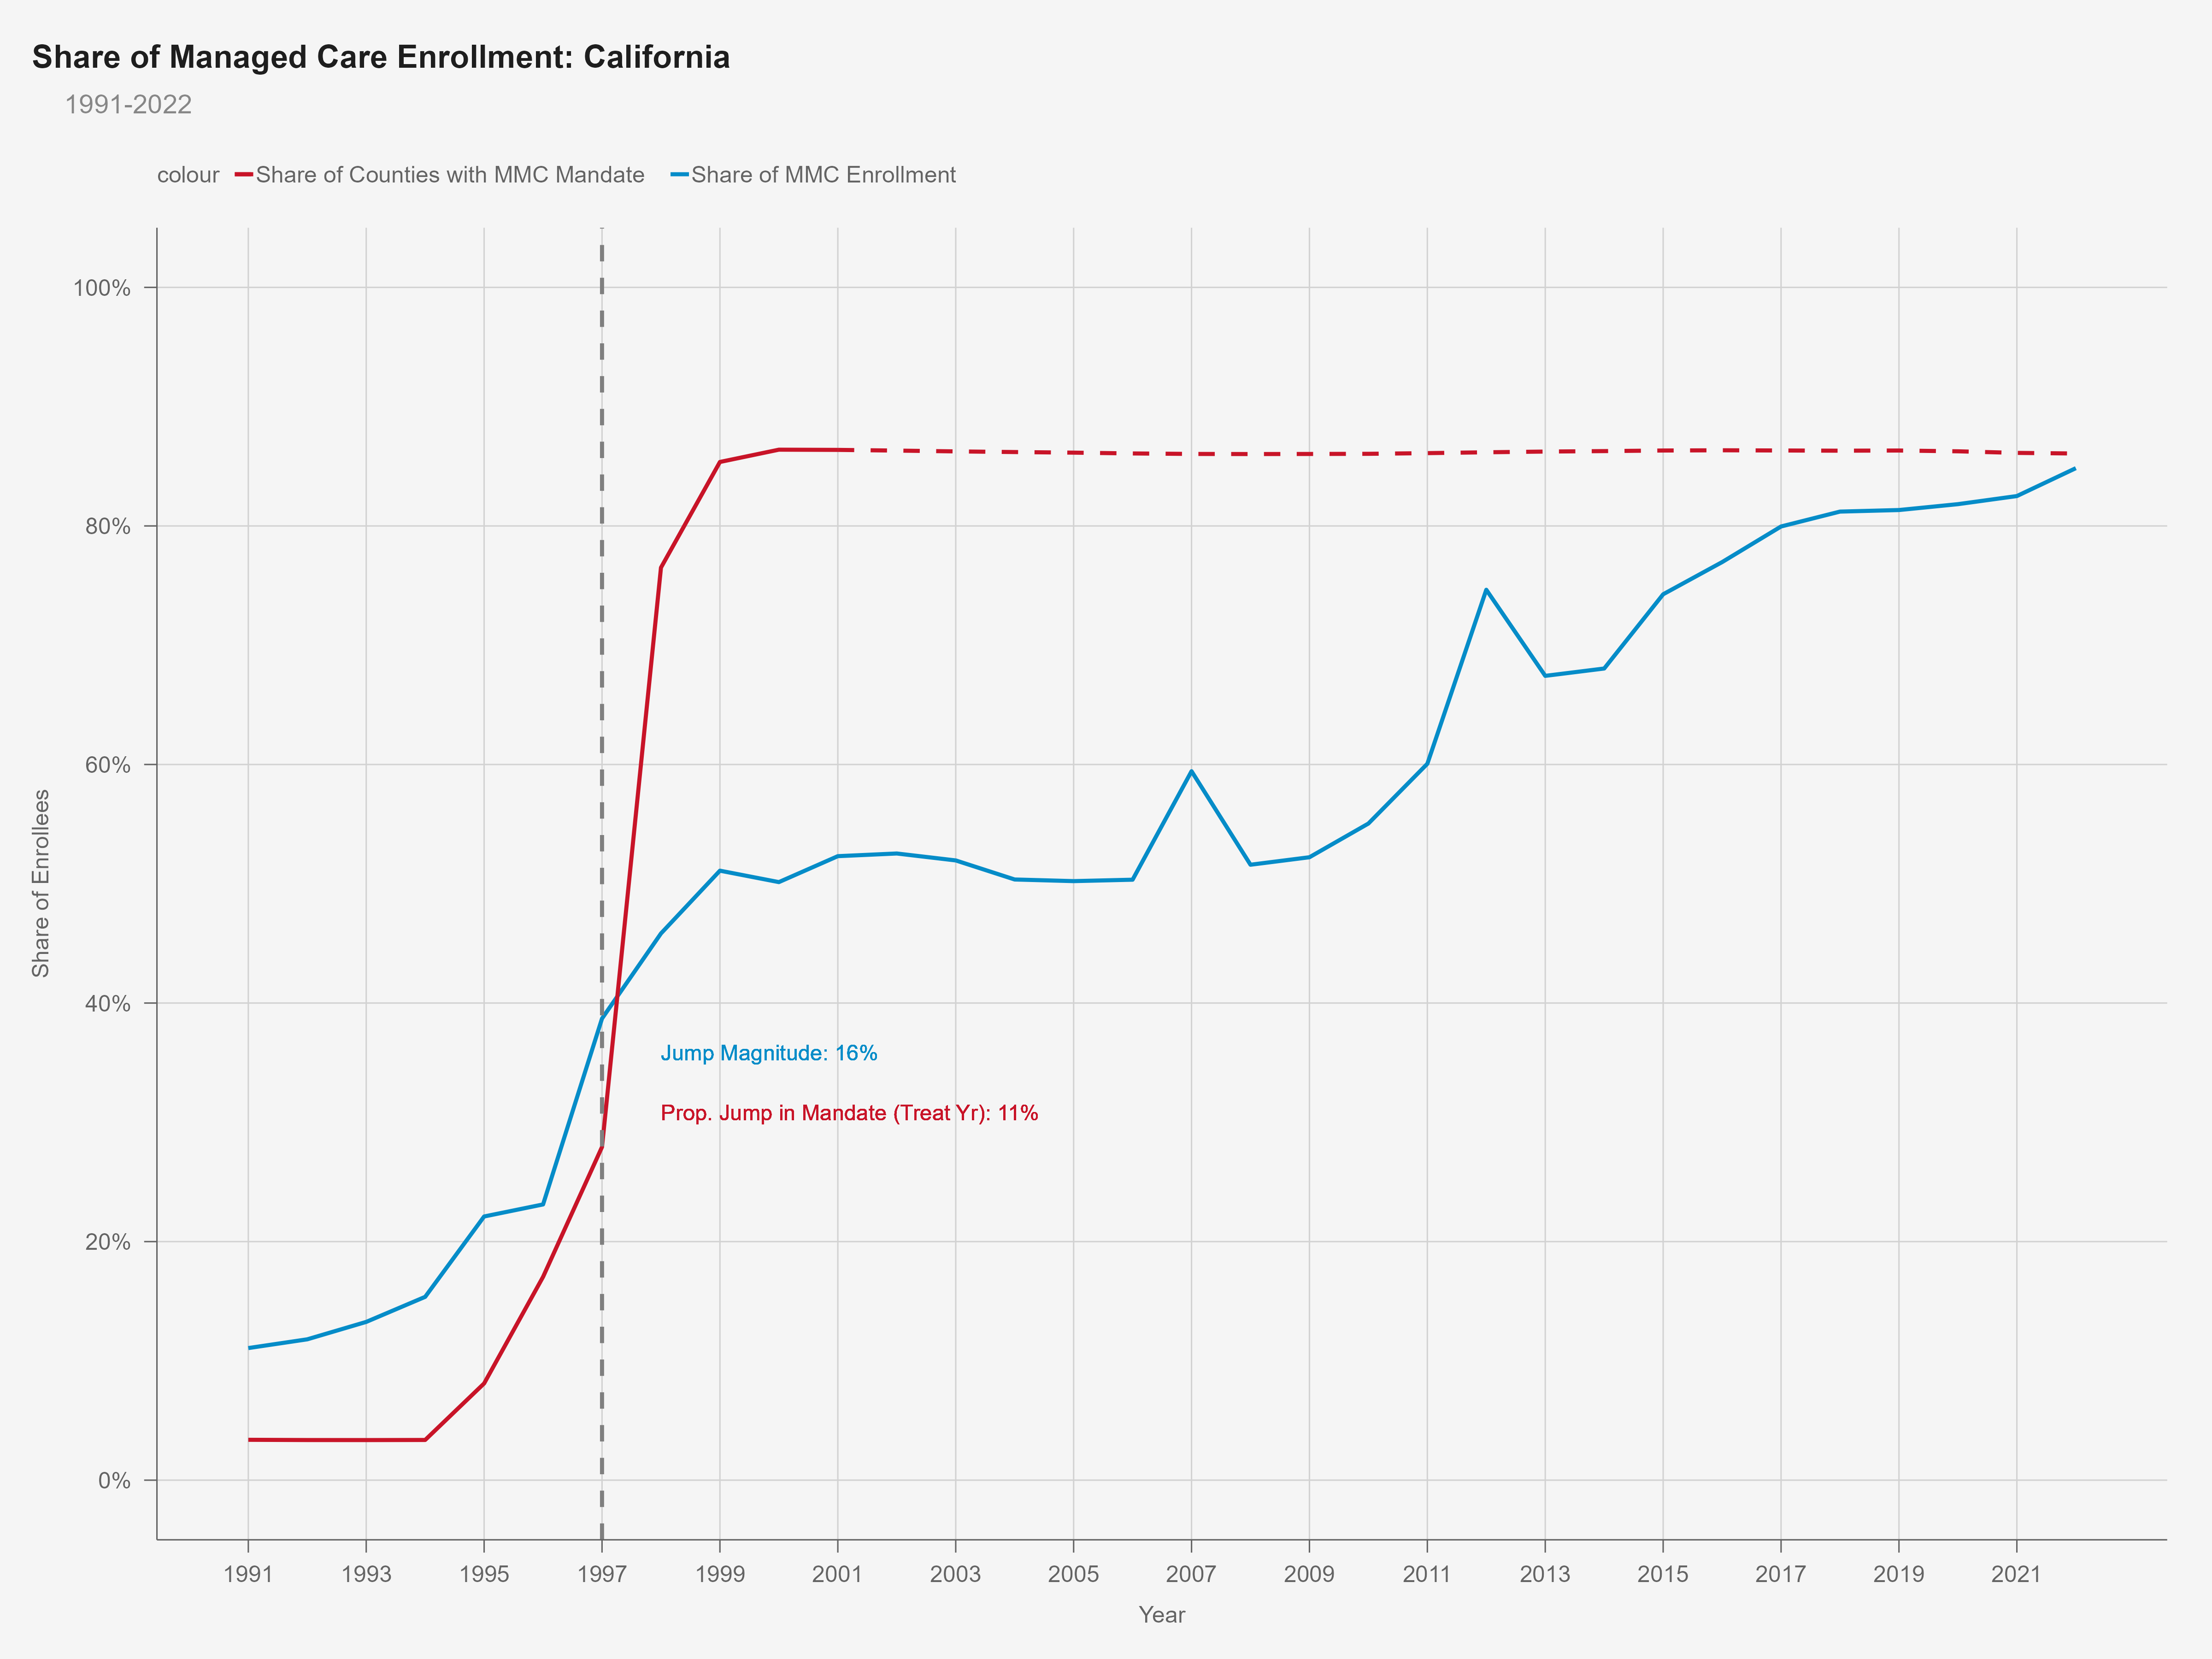 Share of Managed Care Enrollment: California
1991-2022
colour Share of Counties with MMC Mandate Share of MMC Enrollment
100%
80%
60%
40%
20%
0%
Share of Enrollees
Jump Magnitude: 16%
Prop. Jump in Mandate (Treat Yr): 11%
1991 1993 1995 1997 1999 2001 2003 2005 2007 2009 2011 2013 2015 2017 2019 2021
Year